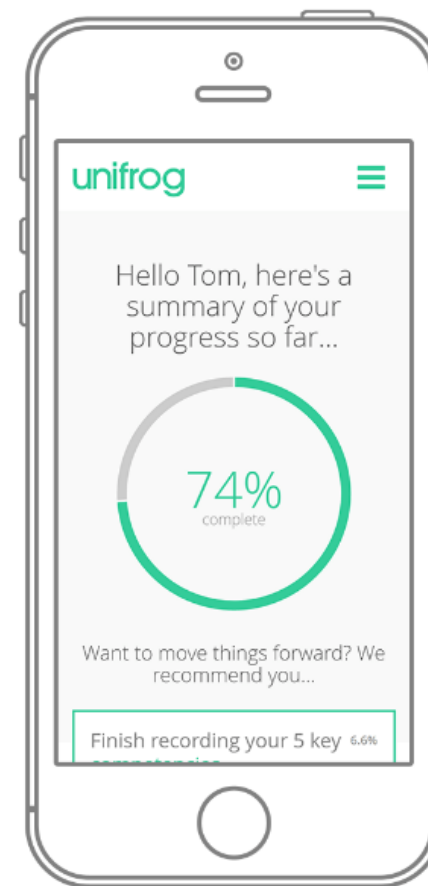 unifrog
Hello Tom, here's a
summary of your
progress so far...
74%
complete
Want to move things forward? We
recommend you...
Finish recording your 5 key 6.6%
competencies